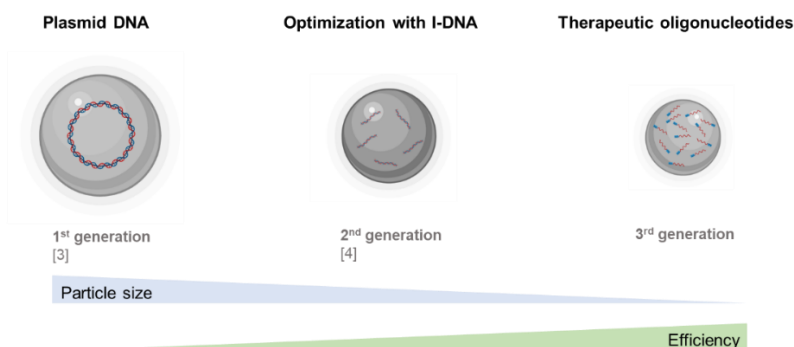 Plasmid DNA
Optimization with I-DNA
Therapeutic oligonucleotides
1st generation
[3]
2nd generation
[4]
3rd generation
Particle size
Efficiency